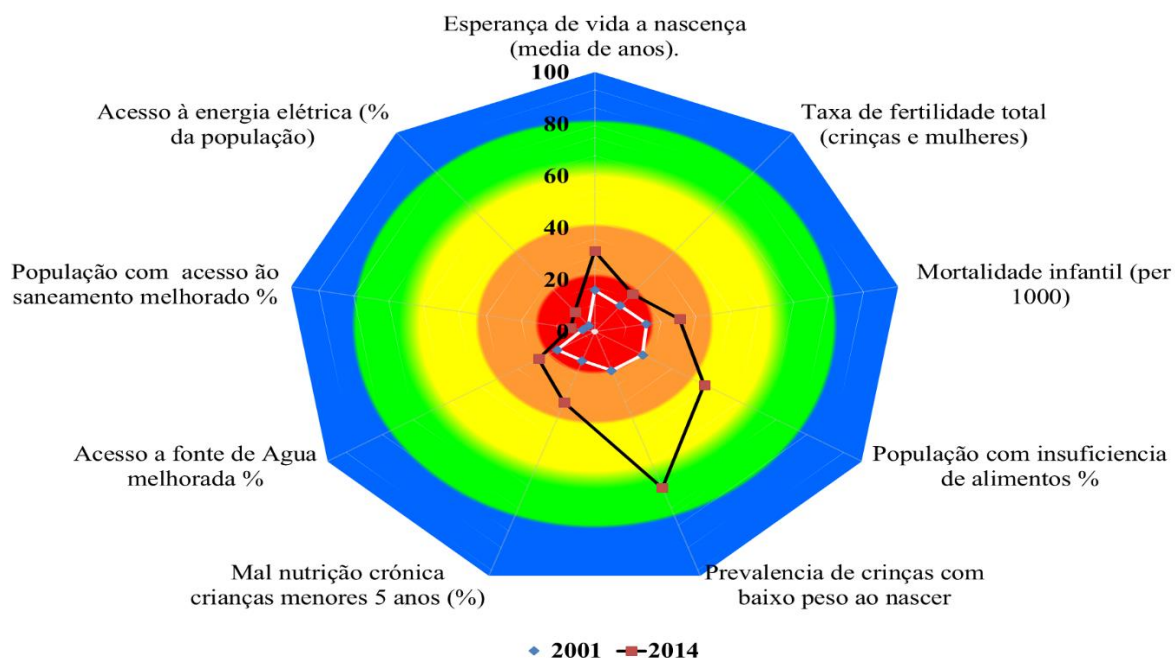 Esperança de vida a nascença
(media de anos).
100
Acesso à energia elétrica (%
da população)
Taxa de fertilidade total
(crinças e mulheres)
80
60
40
População com  acesso ão
saneamento melhorado %
Mortalidade infantil (per
1000)
20
0
Acesso a fonte de Agua
melhorada %
População com insuficiencia
de alimentos %
Mal nutrição crónica
crianças menores 5 anos (%)
Prevalencia de crinças com
baixo peso ao nascer
2001 2014